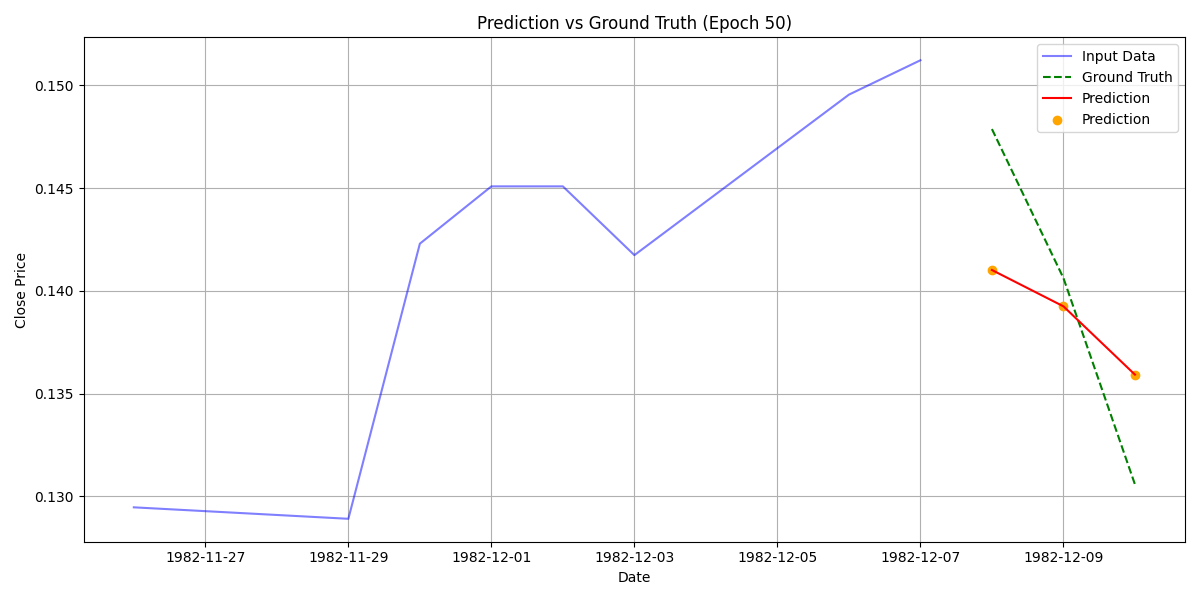 Prediction vs Ground Truth (Epoch 50)
Input Data
Ground Truth
Prediction
Prediction
Close Price
0.150
0.145
0.140
0.135
0.130
1982-11-27
1982-11-29
1982-12-01
1982-12-03
1982-12-05
1982-12-07
1982-12-09
Date